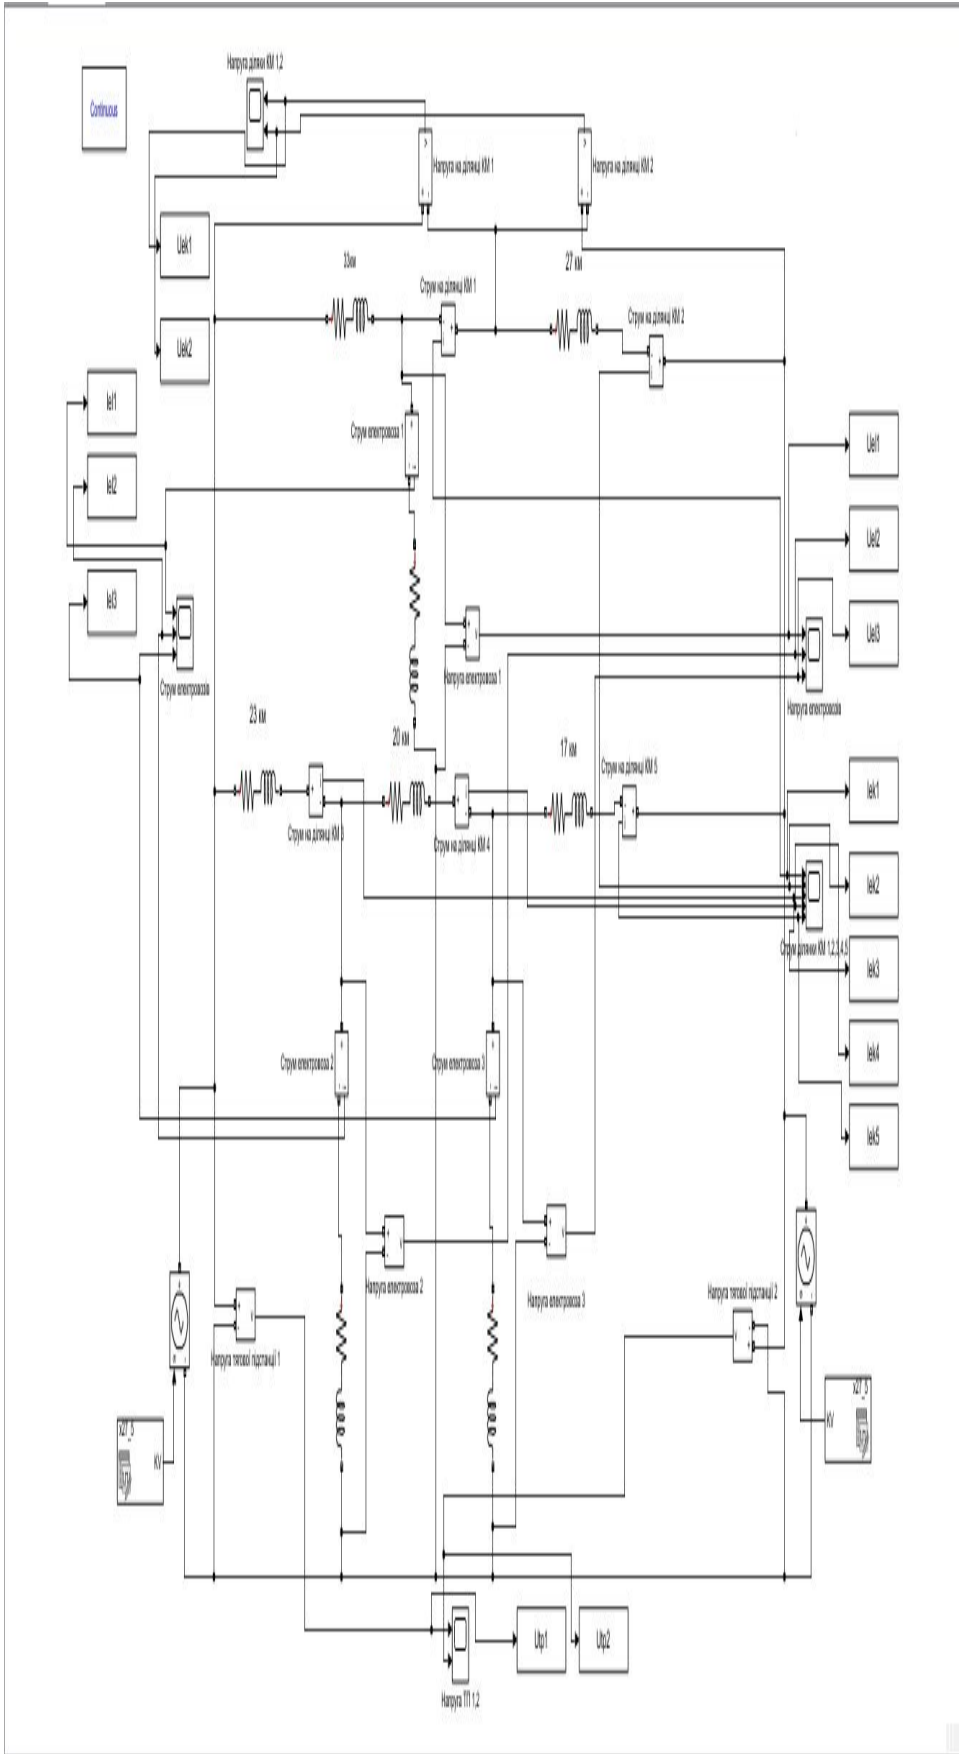 Напруга ділянки КМ 1,2
Continuous
Напруга на ділянці КМ 1
Напруга на ділянці КМ 2
Uek1
33км
27 км
Струм на ділянці КМ 1
Струм на ділянці КМ 2
Uek2
Iel1
Струм електровоза 1
Uel1
Iel2
Uel2
Iel3
Uel3
Напруга електровоза 1
Струм електровозів
Напруга електровозів
23 км
20 км
17 км
Струм на ділянці КМ 5
Iek1
Струм на ділянці КМ 3
Струм на ділянці КМ 4
Iek2
Струм ділянки КМ 1,2,3,4,5
Iek3
Струм електровоза 2
Струм електровоза 3
Iek4
Iek5
Напруга електровоза 2
Напруга електровоза 3
Напруга тягової підстанції 2
Напруга тягової підстанції 1
x27_5
KV
x27_5
KV
Utp1
Utp2
Напруга ТП 1,2